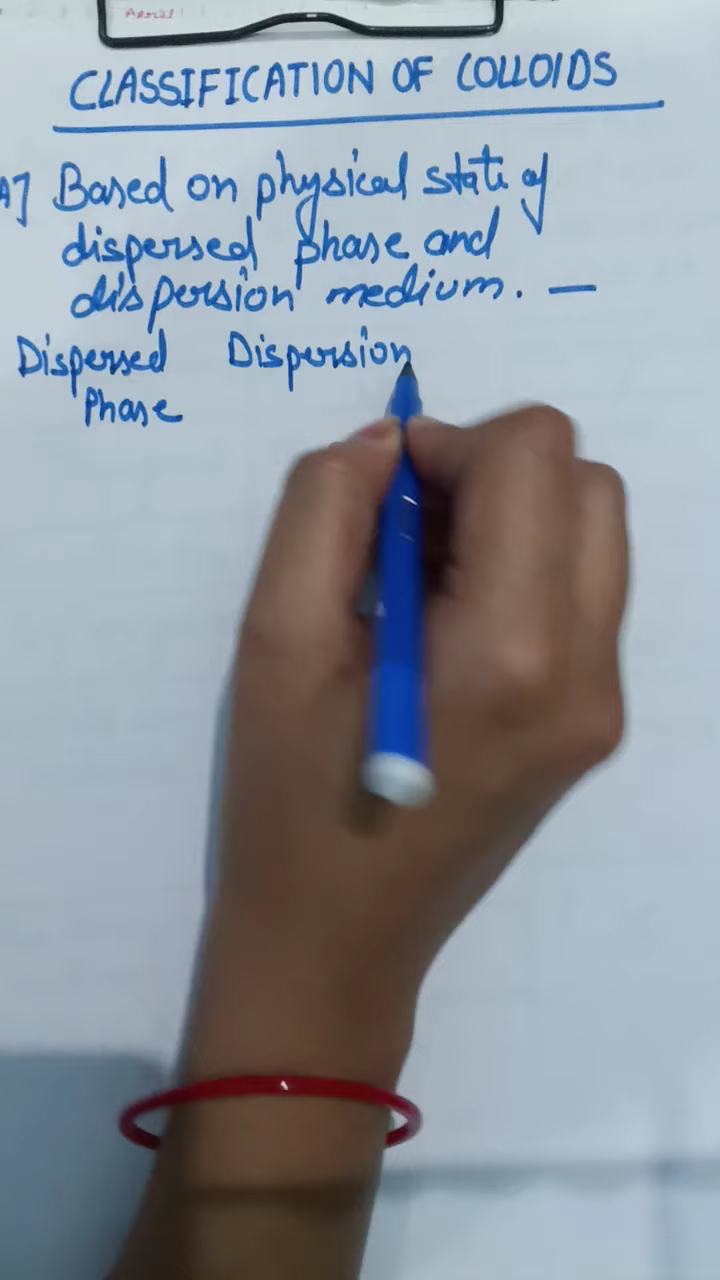 CLASSIFICATION OF COLLOIDS
A] Based on physical state of
dispersed phase and
dispersion medium. —
Dispersed Dispersion
Phase